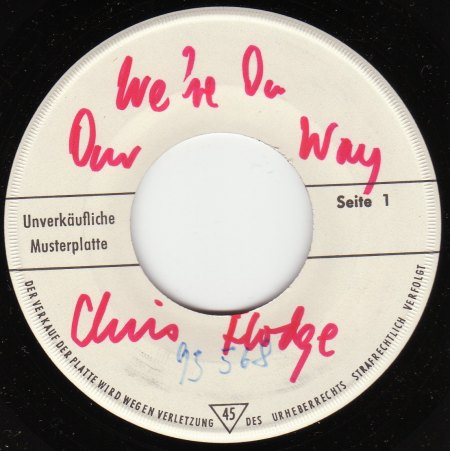 We're On
Our Way
Seite 1
Unverkäufliche
Musterplatte
Chris Hodge
93 568
DER VERKAUF DER PLATTE WIRD WEGEN VERLETZUNG 45 DES URHEBERRECHTS STRAFRECHTLICH VERFOLGT